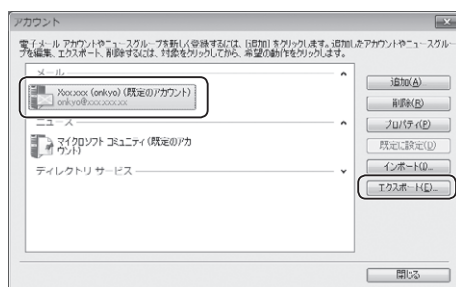 アカウント
電子メール アカウントやニュースグループを新しく登録するには、[追加] をクリックします。追加したアカウントやニュースグループを編集、エクスポート、削除するには、対象をクリックしてから、希望の動作をクリックします。
メール
Xxx.xxx (onkyo) (既定のアカウント)
onkyo@xxx.xxx.xx
ニュース
マイクロソフト コミュニティ (既定のアカ
ウント)
ディレクトリ サービス
追加(A)
削除(R)
プロパティ(P)
既定に設定(D)
インポート(I)...
エクスポート(E)...
閉じる